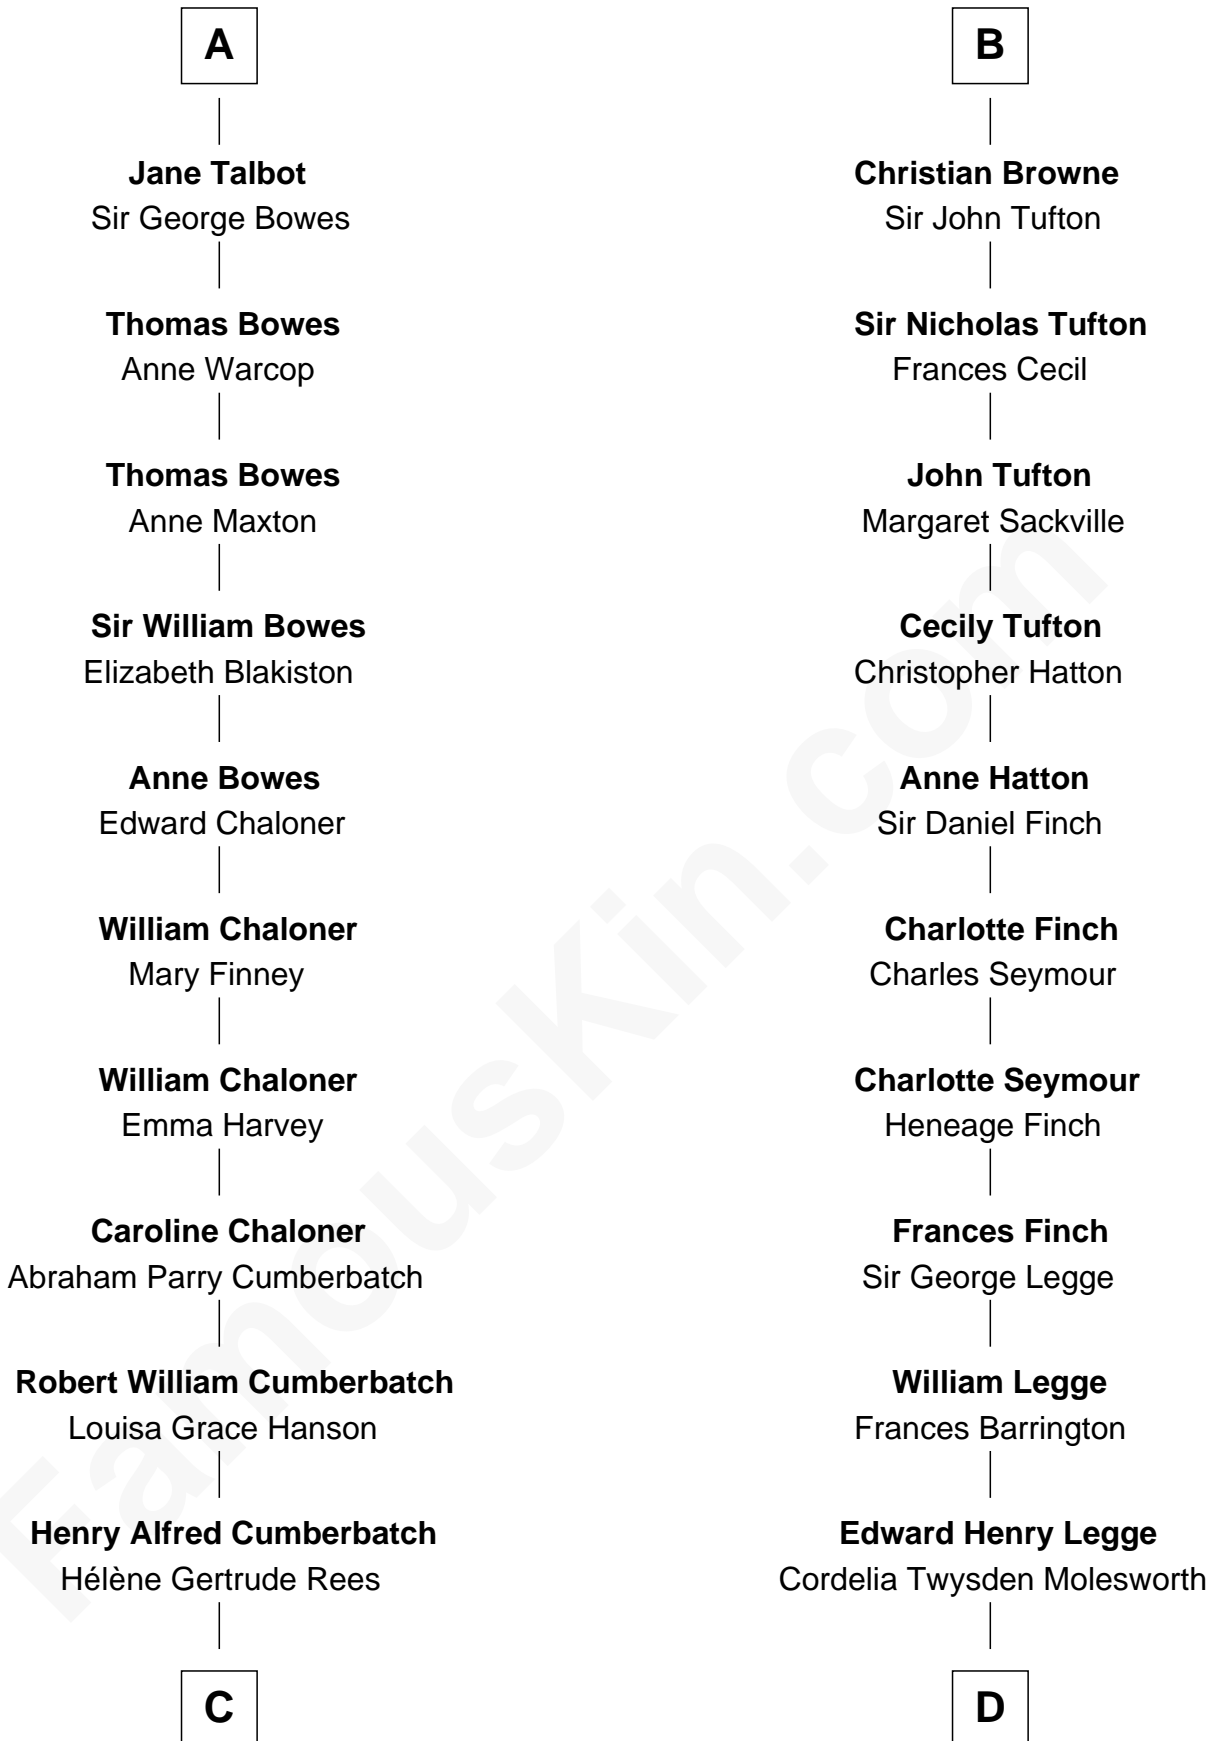 A
Jane Talbot
Sir George Bowes
Thomas Bowes
Anne Warcop
Thomas Bowes
Anne Maxton
Sir William Bowes
Elizabeth Blakiston
Anne Bowes
Edward Chaloner
William Chaloner
Mary Finney
William Chaloner
Emma Harvey
Caroline Chaloner
Abraham Parry Cumberbatch
Robert William Cumberbatch
Louisa Grace Hanson
Henry Alfred Cumberbatch
Hélène Gertrude Rees
C
B
Christian Browne
Sir John Tufton
Sir Nicholas Tufton
Frances Cecil
John Tufton
Margaret Sackville
Cecily Tufton
Christopher Hatton
Anne Hatton
Sir Daniel Finch
Charlotte Finch
Charles Seymour
Charlotte Seymour
Heneage Finch
Frances Finch
Sir George Legge
William Legge
Frances Barrington
Edward Henry Legge
Cordelia Twysden Molesworth
D
FamousKin.com